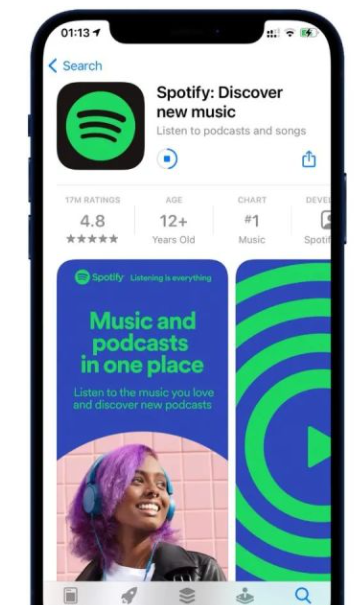 01:13
Search
Spotify: Discover
new music
Listen to podcasts and songs
17M RATINGS
AGE
CHART
4.8
12+
#1
Years Old
Music
Spotify Listening is everything
Music and
podcasts
in one place
Listen to the music you love
and discover new podcasts